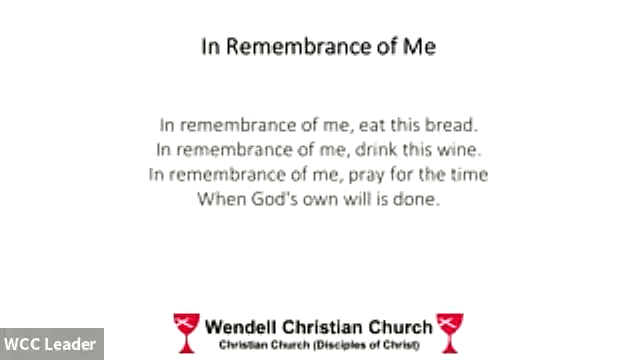 In Remembrance of Me
In remembrance of me, eat this bread.
In remembrance of me, drink this wine.
In remembrance of me, pray for the time
When God's own will is done.
Wendell Christian Church
Christian Church (Disciples of Christ)
WCC Leader